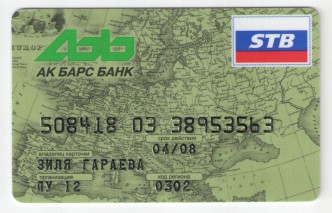 STB
АК БАРС БАНК
508418 03 38953563
срок действия
04/08
владелец карточки
ЗИЛЯ ГАРАЕВА
организация код региона
ПУ 12 0302